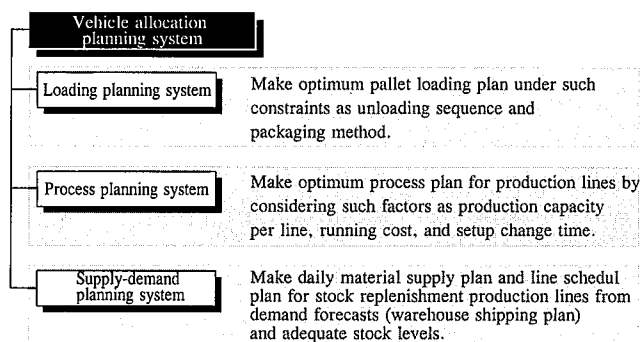 Vehicle allocation
planning system
Loading planning system
Make optimum pallet loading plan under such
constraints as unloading sequence and
packaging method.
Process planning system
Make optimum process plan for production lines by
considering such factors as production capacity
per line, running cost, and setup change time.
Supply-demand
planning system
Make daily material supply plan and line schedul
plan for stock replenishment production lines from
demand forecasts (warehouse shipping plan)
and adequate stock levels.